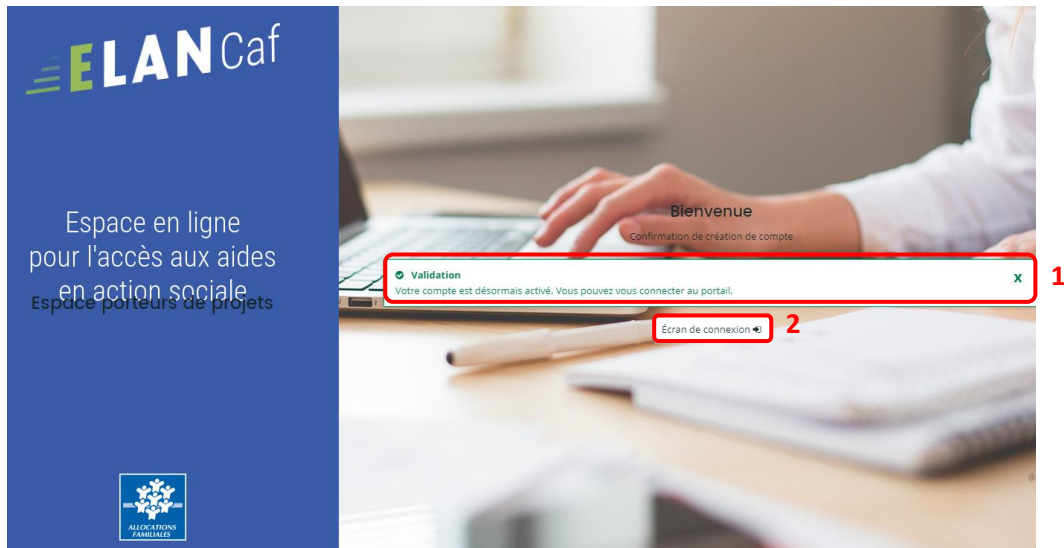 ELAN Caf
Espace en ligne
pour l'accès aux aides
en action sociale
Espace porteurs de projets
ALLOCATIONS
FAMILIALES
Bienvenue
Confirmation de création de compte
Validation
X
1
Votre compte est désormais activé. Vous pouvez vous connecter au portail.
Écran de connexion
2
@